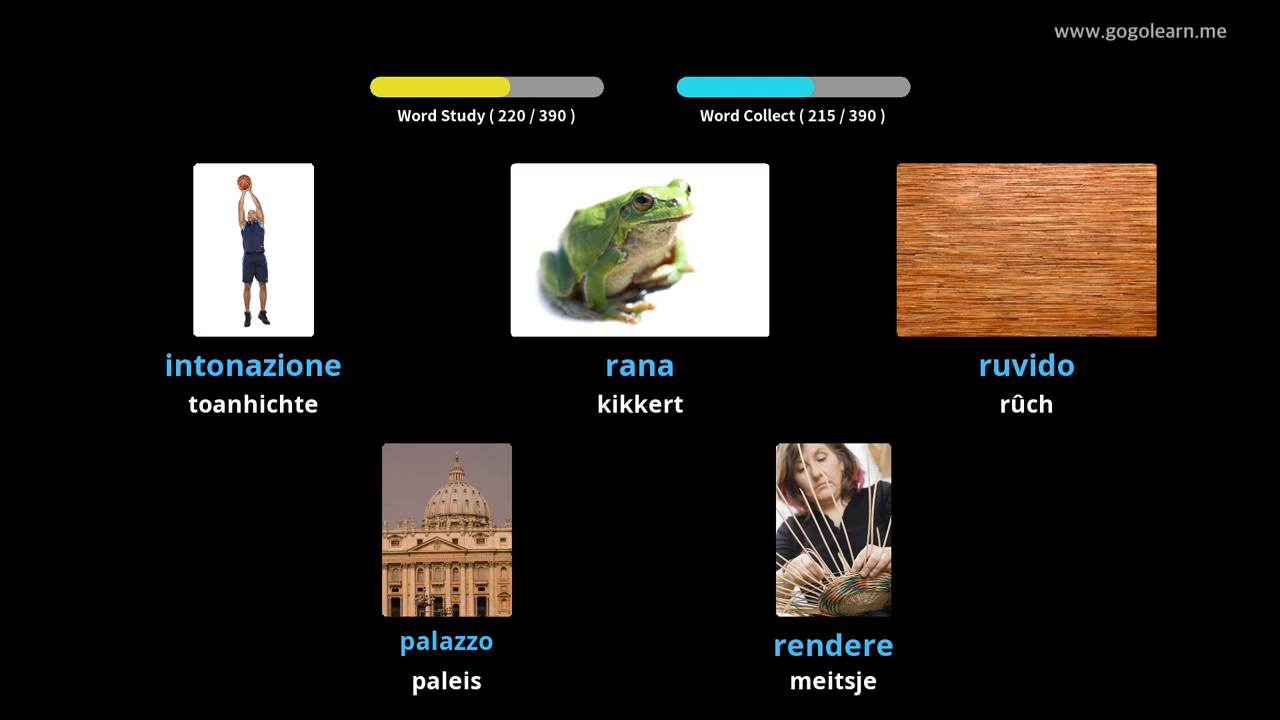 www.gogolearn.me
Word Study ( 220 / 390 )
Word Collect ( 215 / 390 )
intonazione
toanhichte
rana
kikkert
ruvido
rûch
palazzo
paleis
rendere
meitsje